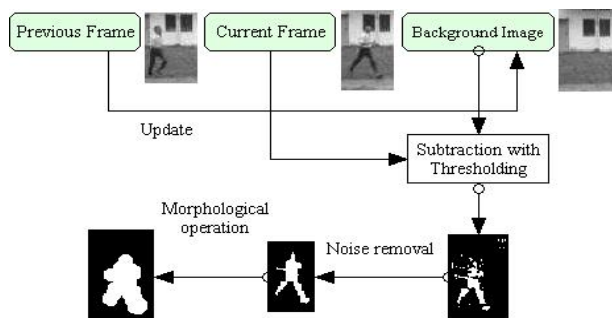 Previous Frame
Current Frame
Background Image
Update
Subtraction with
Thresholding
Morphological
operation
Noise removal